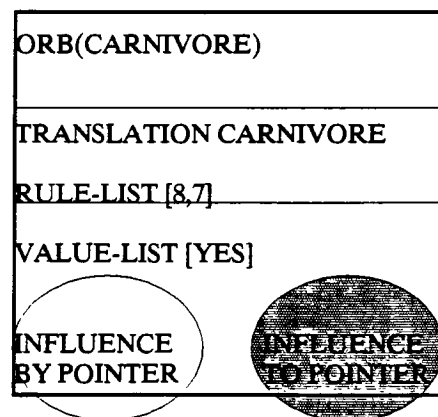 ORB(CARNIVORE)
TRANSLATION CARNIVORE
RULE-LIST [8,7]
VALUE-LIST [YES]
INFLUENCE
BY POINTER
INFLUENCE
TO POINTER